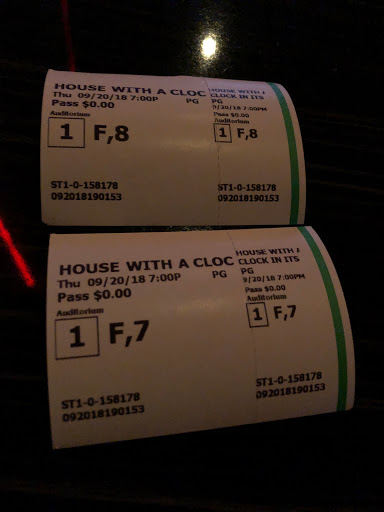 HOUSE WITH A CLOC
Thu 09/20/18 7:00P PG
Pass $0.00
Auditorium
1 F,8
ST1-0-158178
092018190153
HOUSE WITH
CLOCK IN ITS
PG
9/20/18 7:00PM
Pass $0.00
Auditorium
1 F,8
ST1-0-158178
092018190153
HOUSE WITH A CLOC
Thu 09/20/18 7:00P PG
Pass $0.00
Auditorium
1 F,7
ST1-0-158178
092018190153
HOUSE WITH
CLOCK IN ITS
PG
9/20/18 7:00PM
Pass $0.00
Auditorium
1 F,7
ST1-0-158178
092018190153